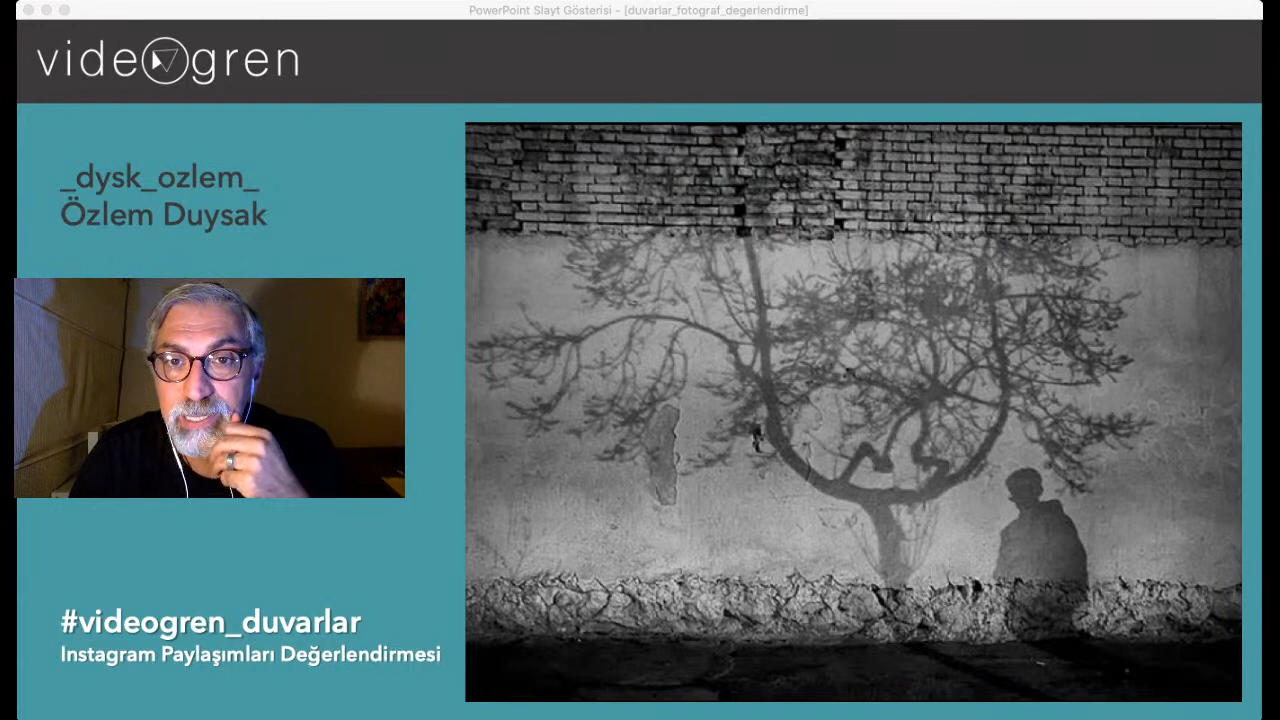 PowerPoint Slayt Gösterisi - [duvarlar_fotograf_degerlendirme]
videogren
_dysk_ozlem_
Özlem Duysak
#videogren_duvarlar
Instagram Paylaşımları Değerlendirmesi